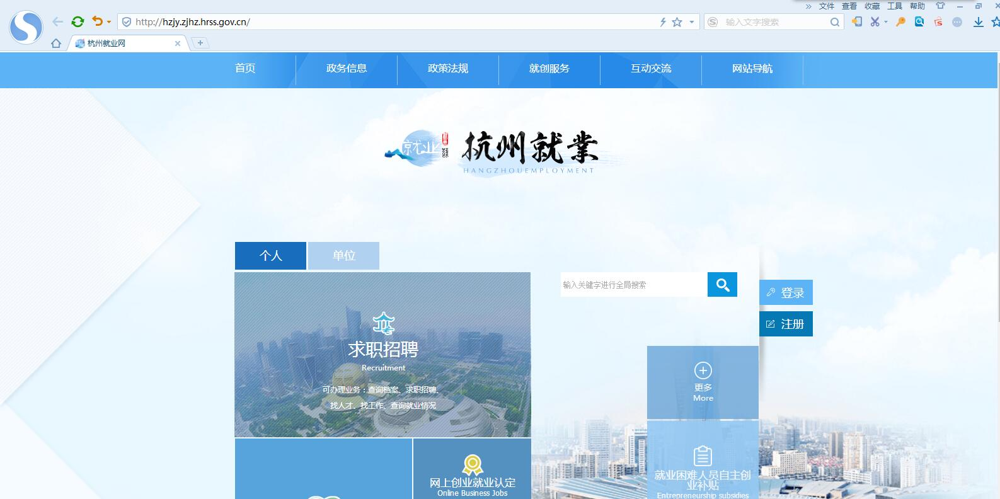 文件 查看 收藏 工具 帮助
http://hzjy.zjhz.hrss.gov.cn/
输入文字搜索
杭州就业网
首页 政务信息 政策法规 就创服务 互动交流 网站导航
就业
杭州就業
HANGZHOUEMPLOYMENT
个人 单位
输入关键字进行全局搜索
登录
注册
求职招聘
Recruitment
可办理业务：查询档案、求职招聘、
找人才、找工作、查询就业情况
更多
More
网上创业就业认定
Online Business Jobs
就业困难人员自主创
业补贴
Entrepreneurship subsidies